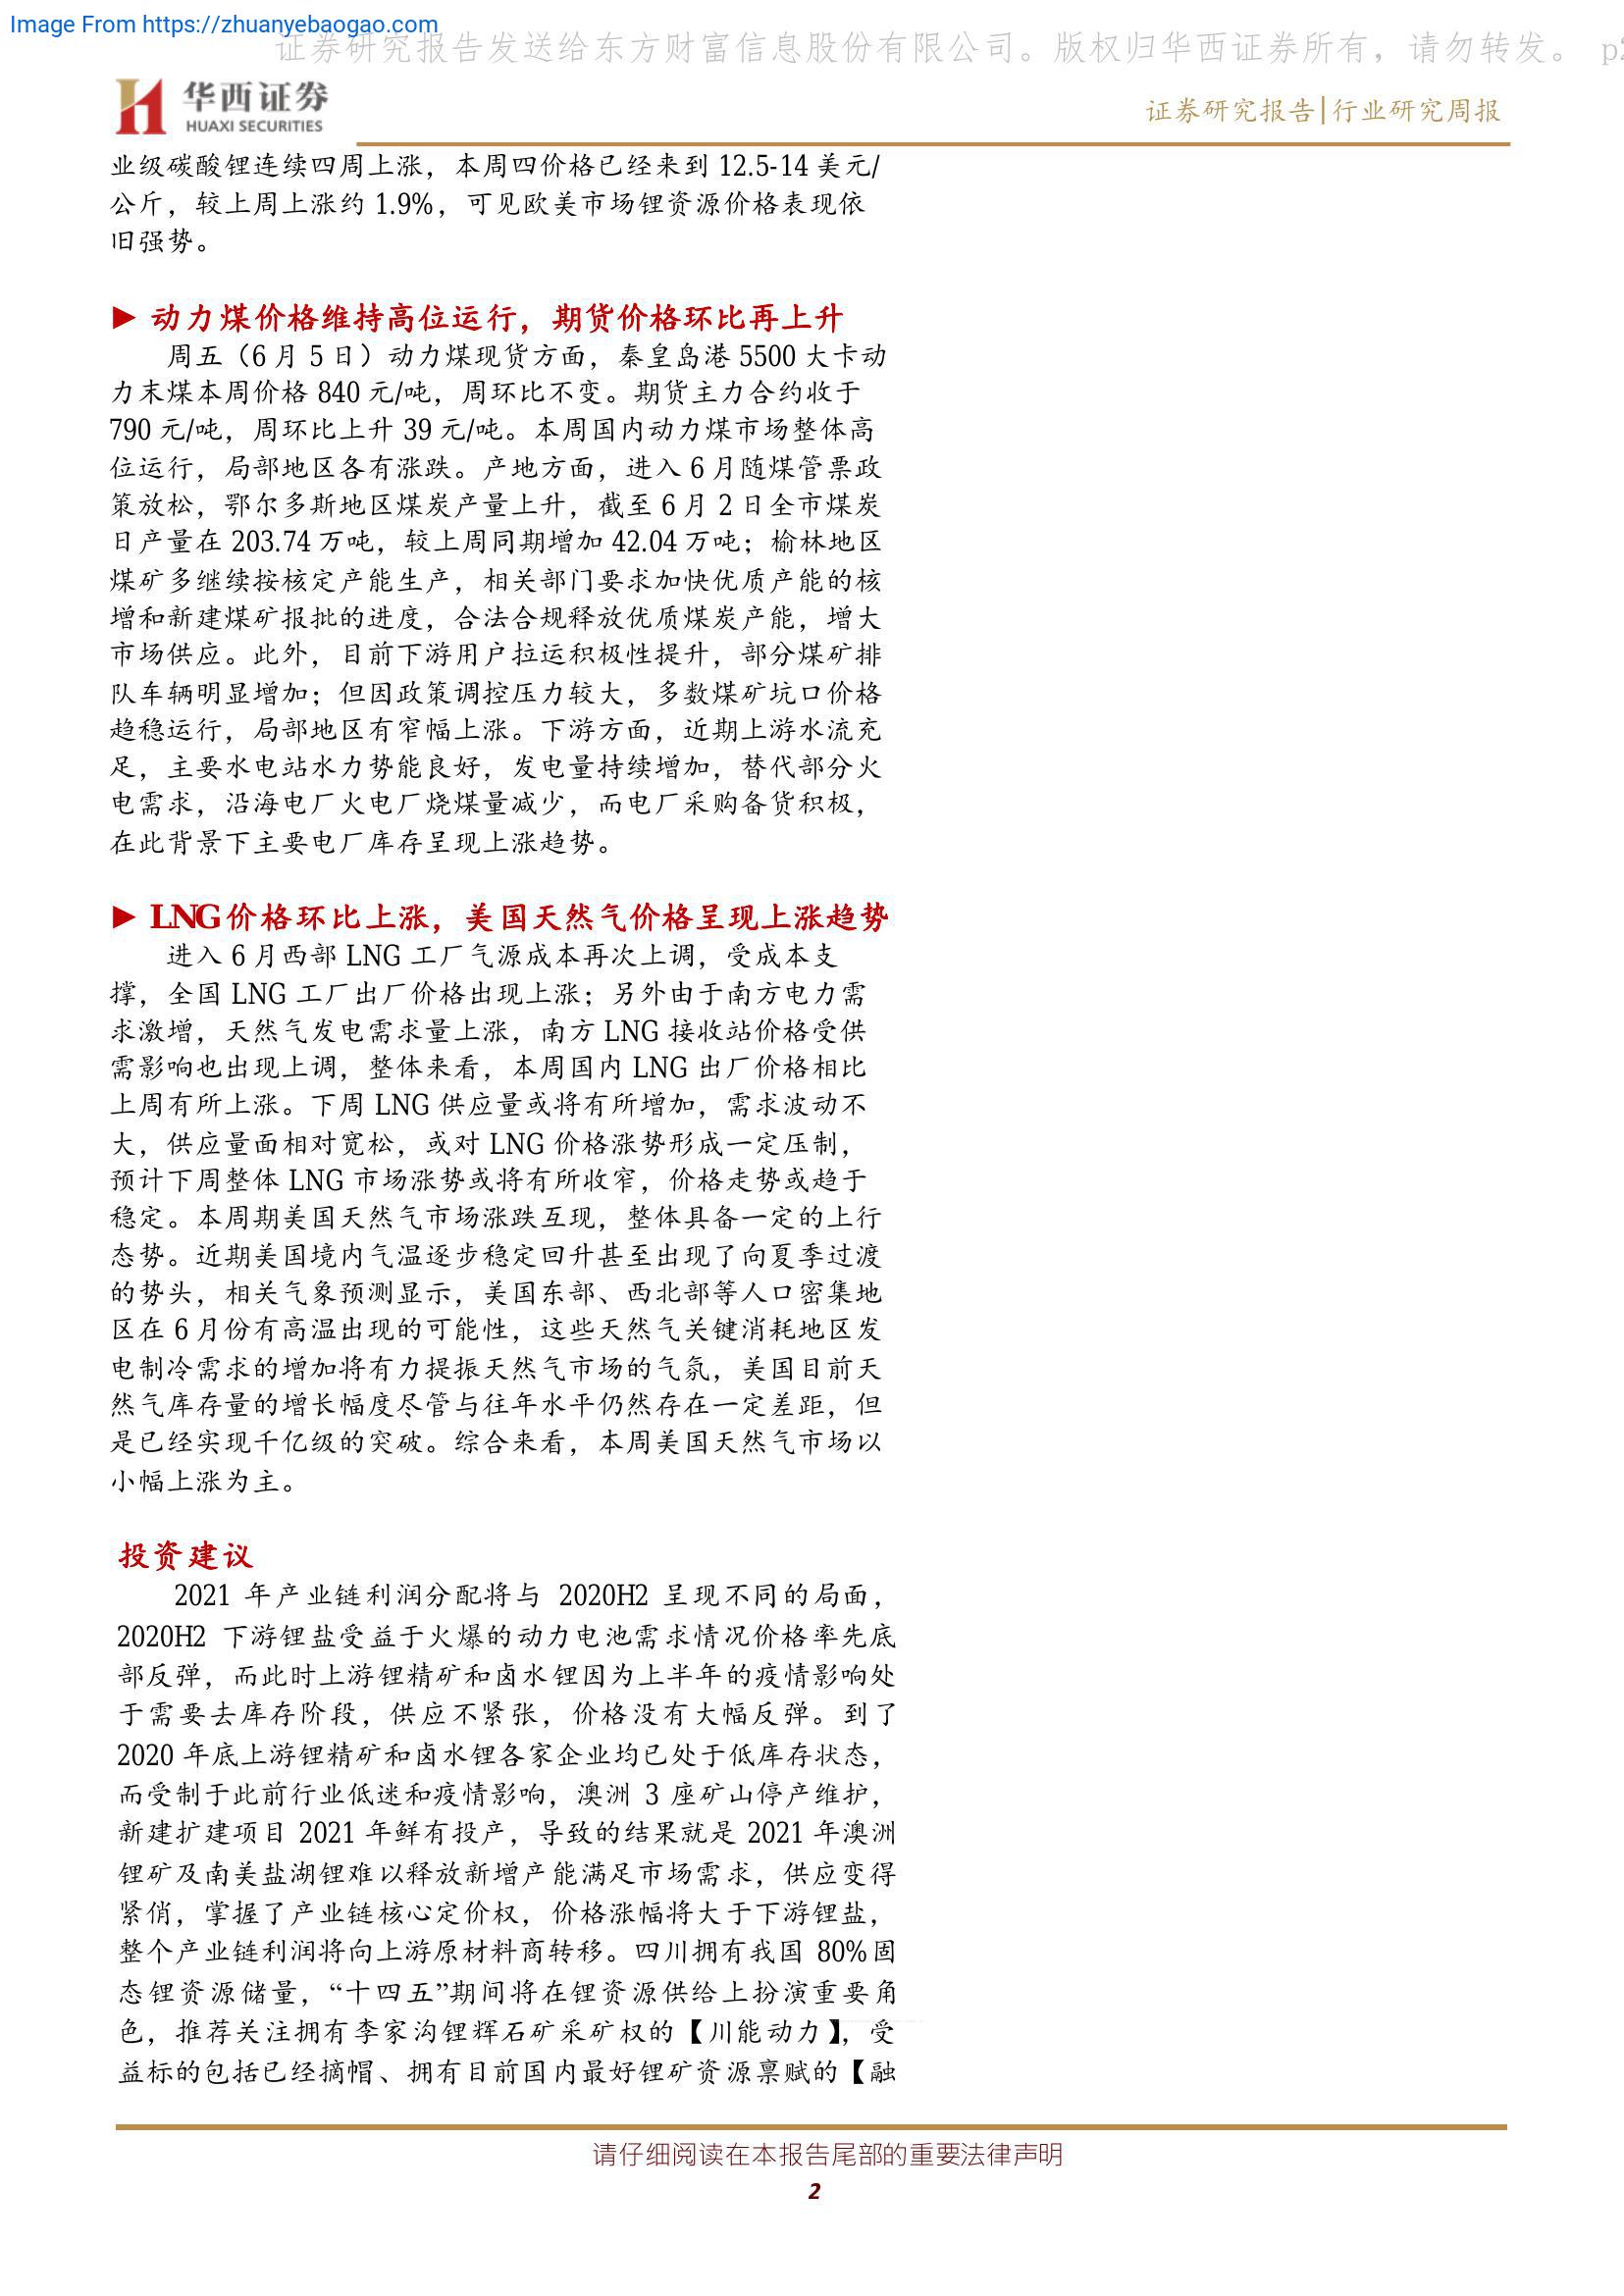 Image From https://zhuanyebaogao.com
证券研究报告发送给东方财富信息股份有限公司。版权归华西证券所有，请勿转发。 p2
华西证券
HUAXI SECURITIES
证券研究报告|行业研究周报
业级碳酸锂连续四周上涨，本周四价格已经来到 12.5-14 美元/
公斤，较上周上涨约 1.9%，可见欧美市场锂资源价格表现依
旧强势。
► 动力煤价格维持高位运行，期货价格环比再上升
周五（6 月 5 日）动力煤现货方面，秦皇岛港 5500 大卡动
力末煤本周价格 840 元/吨，周环比不变。期货主力合约收于
790 元/吨，周环比上升 39 元/吨。本周国内动力煤市场整体高
位运行，局部地区各有涨跌。产地方面，进入 6 月随煤管票政
策放松，鄂尔多斯地区煤炭产量上升，截至 6 月 2 日全市煤炭
日产量在 203.74 万吨，较上周同期增加 42.04 万吨；榆林地区
煤矿多继续按核定产能生产，相关部门要求加快优质产能的核
增和新建煤矿报批的进度，合法合规释放优质煤炭产能，增大
市场供应。此外，目前下游用户拉运积极性提升，部分煤矿排
队车辆明显增加；但因政策调控压力较大，多数煤矿坑口价格
趋稳运行，局部地区有窄幅上涨。下游方面，近期上游水流充
足，主要水电站水力势能良好，发电量持续增加，替代部分火
电需求，沿海电厂火电厂烧煤量减少，而电厂采购备货积极，
在此背景下主要电厂库存呈现上涨趋势。
► LNG 价格环比上涨，美国天然气价格呈现上涨趋势
进入 6 月西部 LNG 工厂气源成本再次上调，受成本支
撑，全国 LNG 工厂出厂价格出现上涨；另外由于南方电力需
求激增，天然气发电需求量上涨，南方 LNG 接收站价格受供
需影响也出现上调，整体来看，本周国内 LNG 出厂价格相比
上周有所上涨。下周 LNG 供应量或将有所增加，需求波动不
大，供应量面相对宽松，或对 LNG 价格涨势形成一定压制，
预计下周整体 LNG 市场涨势或将有所收窄，价格走势或趋于
稳定。本周期美国天然气市场涨跌互现，整体具备一定的上行
态势。近期美国境内气温逐步稳定回升甚至出现了向夏季过渡
的势头，相关气象预测显示，美国东部、西北部等人口密集地
区在 6 月份有高温出现的可能性，这些天然气关键消耗地区发
电制冷需求的增加将有力提振天然气市场的气氛，美国目前天
然气库存量的增长幅度尽管与往年水平仍然存在一定差距，但
是已经实现千亿级的突破。综合来看，本周美国天然气市场以
小幅上涨为主。
投资建议
2021 年产业链利润分配将与 2020H2 呈现不同的局面，
2020H2 下游锂盐受益于火爆的动力电池需求情况价格率先底
部反弹，而此时上游锂精矿和卤水锂因为上半年的疫情影响处
于需要去库存阶段，供应不紧张，价格没有大幅反弹。到了
2020 年底上游锂精矿和卤水锂各家企业均已处于低库存状态，
而受制于此前行业低迷和疫情影响，澳洲 3 座矿山停产维护，
新建扩建项目 2021 年鲜有投产，导致的结果就是 2021 年澳洲
锂矿及南美盐湖锂难以释放新增产能满足市场需求，供应变得
紧俏，掌握了产业链核心定价权，价格涨幅将大于下游锂盐，
整个产业链利润将向上游原材料商转移。四川拥有我国 80%固
态锂资源储量，“十四五”期间将在锂资源供给上扮演重要角
色，推荐关注拥有李家沟锂辉石矿采矿权的【川能动力】，受
益标的包括已经摘帽、拥有目前国内最好锂矿资源禀赋的【融
请仔细阅读在本报告尾部的重要法律声明
2